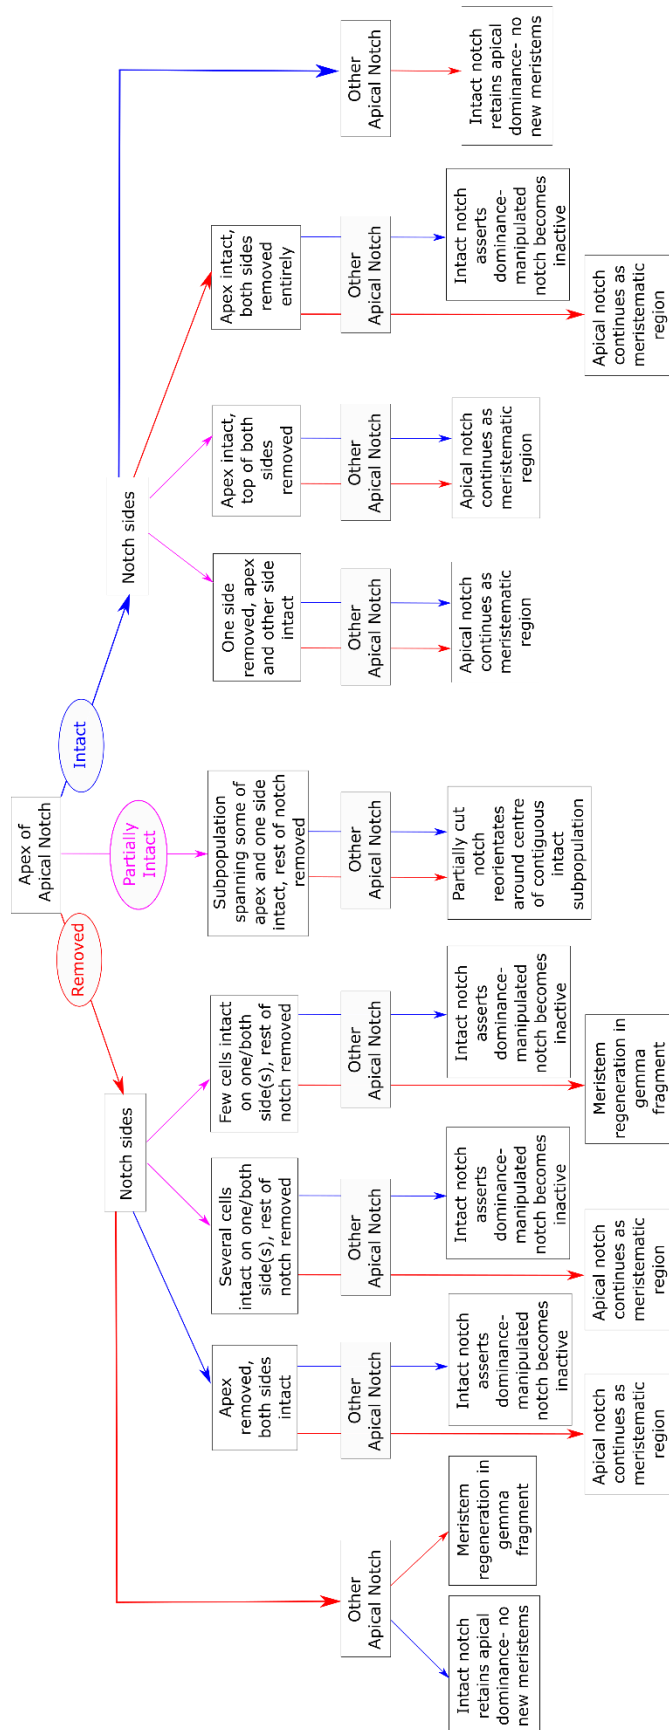 Apex of
Apical Notch
Removed
Partially
Intact
Intact
Notch sides
Notch sides
Apex
removed,
both sides
intact
Several cells
intact on one/both
side(s), rest of
notch removed
Few cells intact
on one/both
side(s), rest of
notch removed
Subpopulation
spanning some of
apex and one side
intact, rest of notch
removed
One side
removed, apex
and other side
intact
Apex intact,
top of both
sides
removed
Apex intact,
both sides
removed
entirely
Other
Apical Notch
Other
Apical Notch
Other
Apical Notch
Other
Apical Notch
Other
Apical Notch
Other
Apical Notch
Other
Apical Notch
Other
Apical Notch
Other
Apical Notch
Intact notch
retains apical
dominance- no
new meristems
Meristem
regeneration in
gemma
fragment
Intact notch
asserts
dominance-
manipulated
notch becomes
inactive
Intact notch
asserts
dominance-
manipulated
notch becomes
inactive
Intact notch
asserts
dominance-
manipulated
notch becomes
inactive
Partially cut
notch
reorientates
around centre
of contiguous
intact
subpopulation
Apical notch
continues as
meristematic
region
Apical notch
continues as
meristematic
region
Intact notch
asserts
dominance-
manipulated
notch becomes
inactive
Intact notch
retains apical
dominance- no
new meristems
Apical notch
continues as
meristematic
region
Apical notch
continues as
meristematic
region
Meristem
regeneration in
gemma
fragment
Apical notch
continues as
meristematic
region